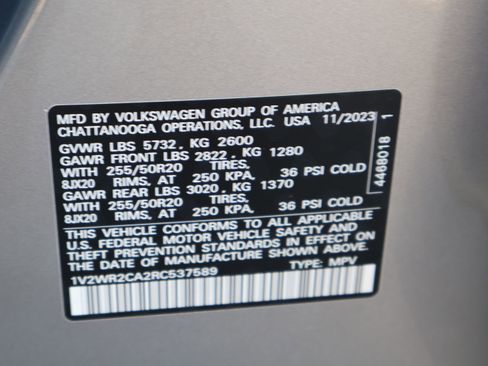 MFD BY VOLKSWAGEN GROUP OF AMERICA
CHATTANOOGA OPERATIONS, LLC. USA 11/2023
GVWR LBS 5732, KG 2600
GAWR FRONT LBS 2822, KG 1280
WITH 255/50R20 TIRES,
8JX20 RIMS, AT 250 KPA, 36 PSI COLD
GAWR REAR LBS 3020, KG 1370
WITH 255/50R20 TIRES,
8JX20 RIMS, AT 250 KPA, 36 PSI COLD
THIS VEHICLE CONFORMS TO ALL APPLICABLE
U.S. FEDERAL MOTOR VEHICLE SAFETY AND
THEFT PREVENTION STANDARDS IN EFFECT ON
THE DATE OF MANUFACTURE SHOWN ABOVE.
1V2WR2CA2RC537589 TYPE: MPV
4468018 1